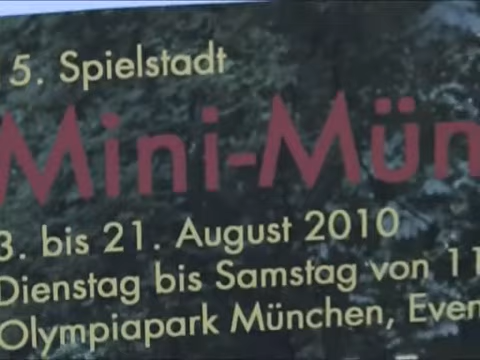 5. Spielstadt
Mini-Mün
3. bis 21. August 2010
Dienstag bis Samstag von 11
Olympiapark München, Even